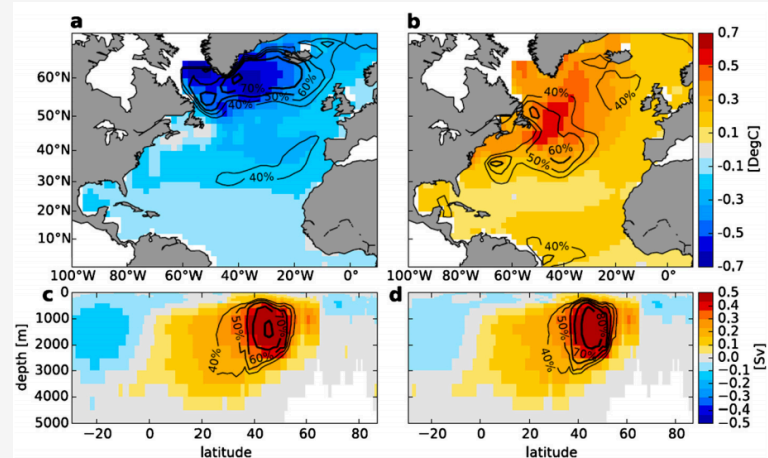 a
b
60°N
50°N
40°N
30°N
20°N
10°N
100°W 80°W 60°W 40°W 20°W 0°
70%
40%
50%
60%
40%
100°W 80°W 60°W 40°W 20°W 0°
40%
40%
60%
50%
40%
0.7
0.5
0.3
0.1
-0.1
-0.3
-0.5
-0.7
[DegC]
c
d
depth [m]
0
1000
2000
3000
4000
5000
50%
40%
60%
−20 0 20 40 60 80
latitude
50%
40%
70%
−20 0 20 40 60 80
latitude
0.5
0.4
0.3
0.2
0.1
0.0
−0.1
−0.2
−0.3
−0.4
−0.5
[Sv]